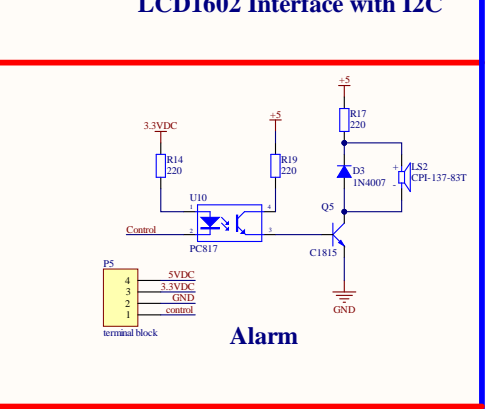 LCD1602 Interface with I2C
+5
R17
220
3.3VDC
+5
R14
220
R19
220
D3
1N4007
+
-
LS2
CPI-137-83T
U10
1
4
2
3
Control
PC817
Q5
C1815
P5
4
5VDC
3
3.3VDC
2
GND
1
control
terminal block
GND
Alarm